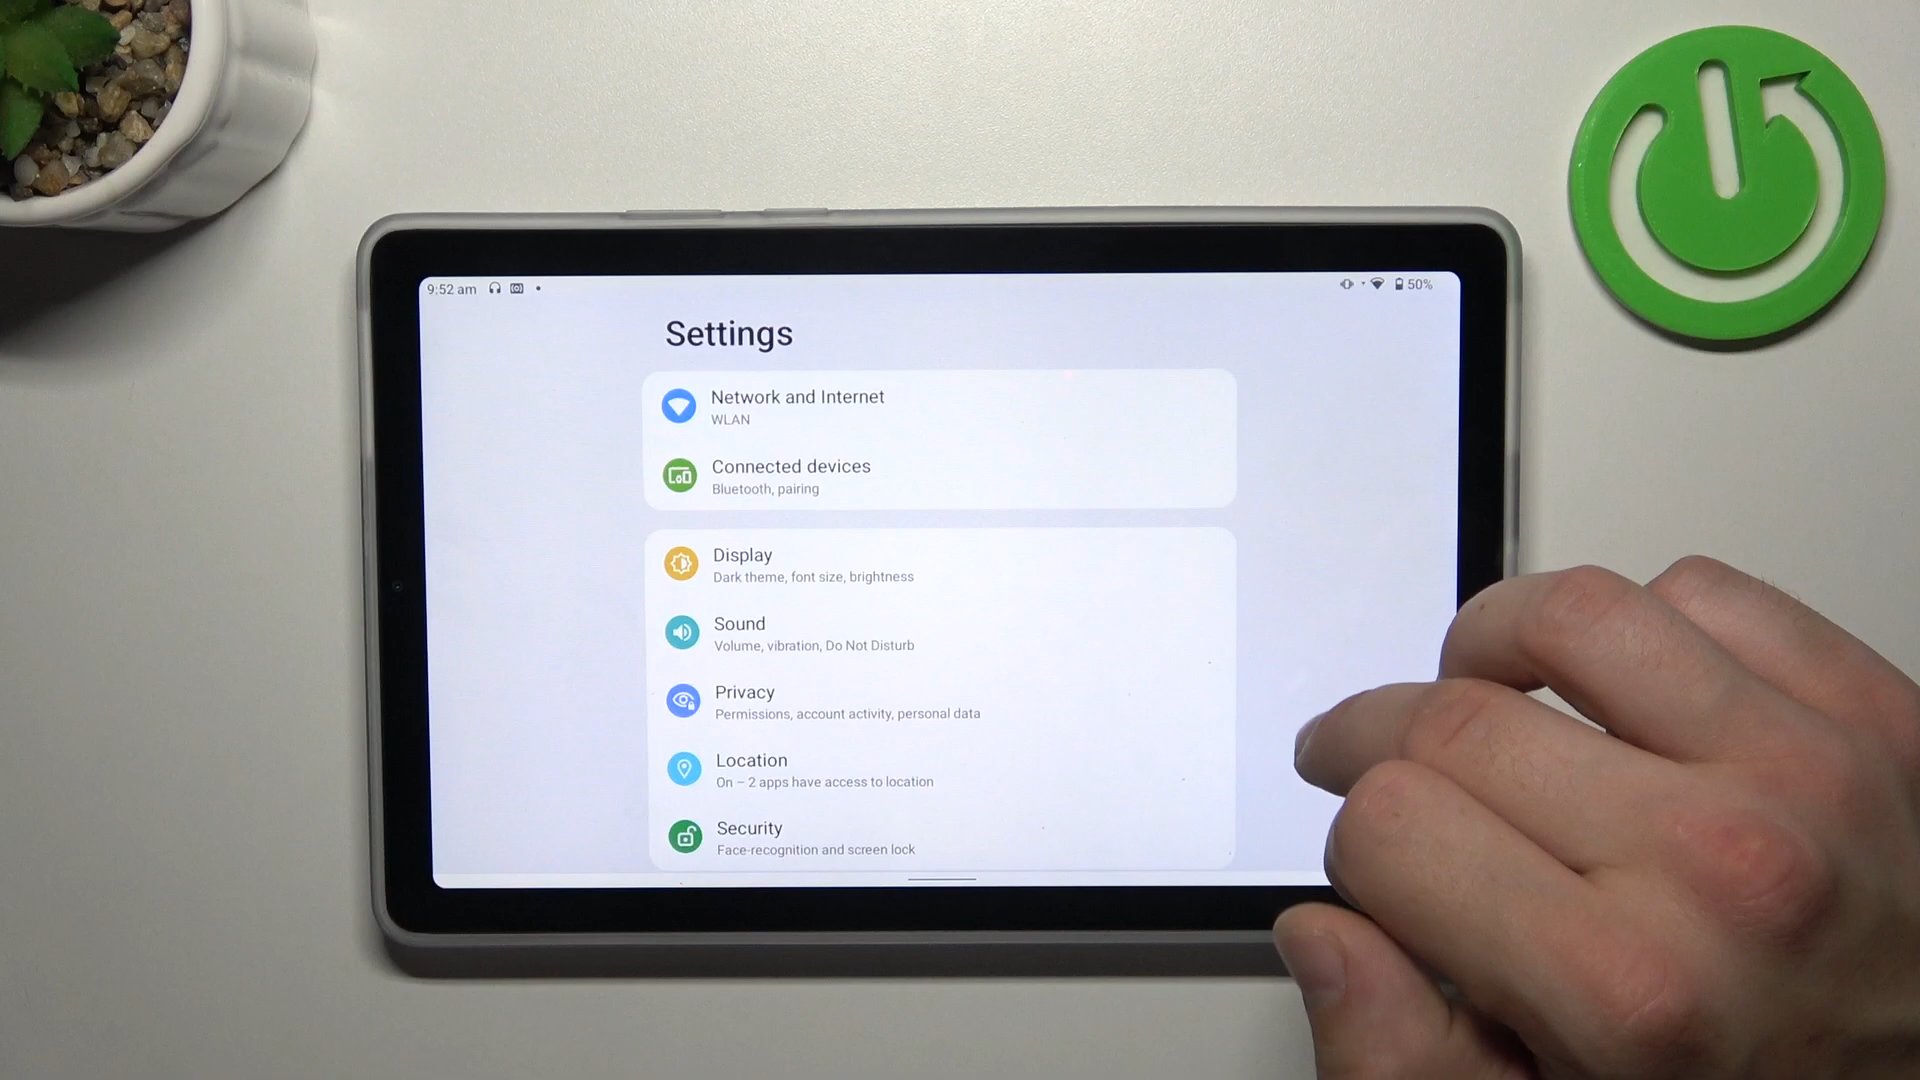 9:52 am
50%
Settings
Network and Internet
WLAN
Connected devices
Bluetooth, pairing
Display
Dark theme, font size, brightness
Sound
Volume, vibration, Do Not Disturb
Privacy
Permissions, account activity, personal data
Location
On – 2 apps have access to location
Security
Face-recognition and screen lock